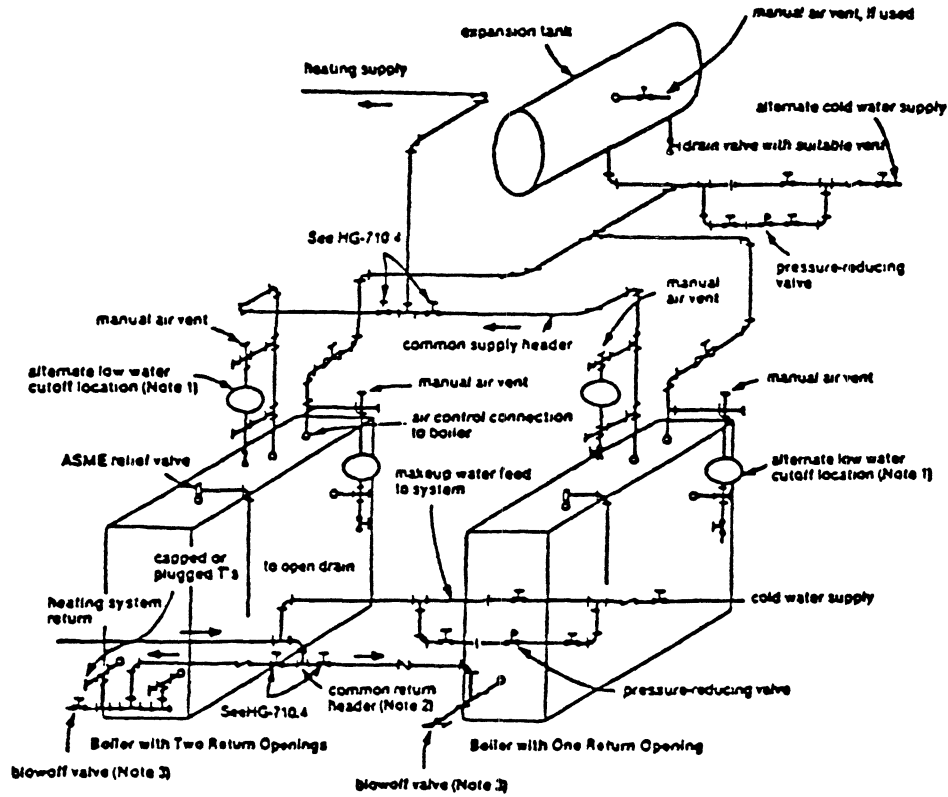 manual air vent, if used
expansion tank
heating supply
alternate cold water supply
drain valve with suitable vent
See HG-710.4
pressure-reducing
valve
manual
air vent
manual air vent
common supply header
alternate low water
cutoff location (Note 1)
manual air vent
manual air vent
air control connection
to boiler
ASME relief valve
makeup water feed
to system
alternate low water
cutoff location (Note 1)
capped or
plugged T's
to open drain
heating system
return
cold water supply
common return
header (Note 2)
SeeHG-710.4
pressure-reducing valve
Boiler with Two Return Openings
Boiler with One Return Opening
blowoff valve (Note 3)
blowoff valve (Note 3)